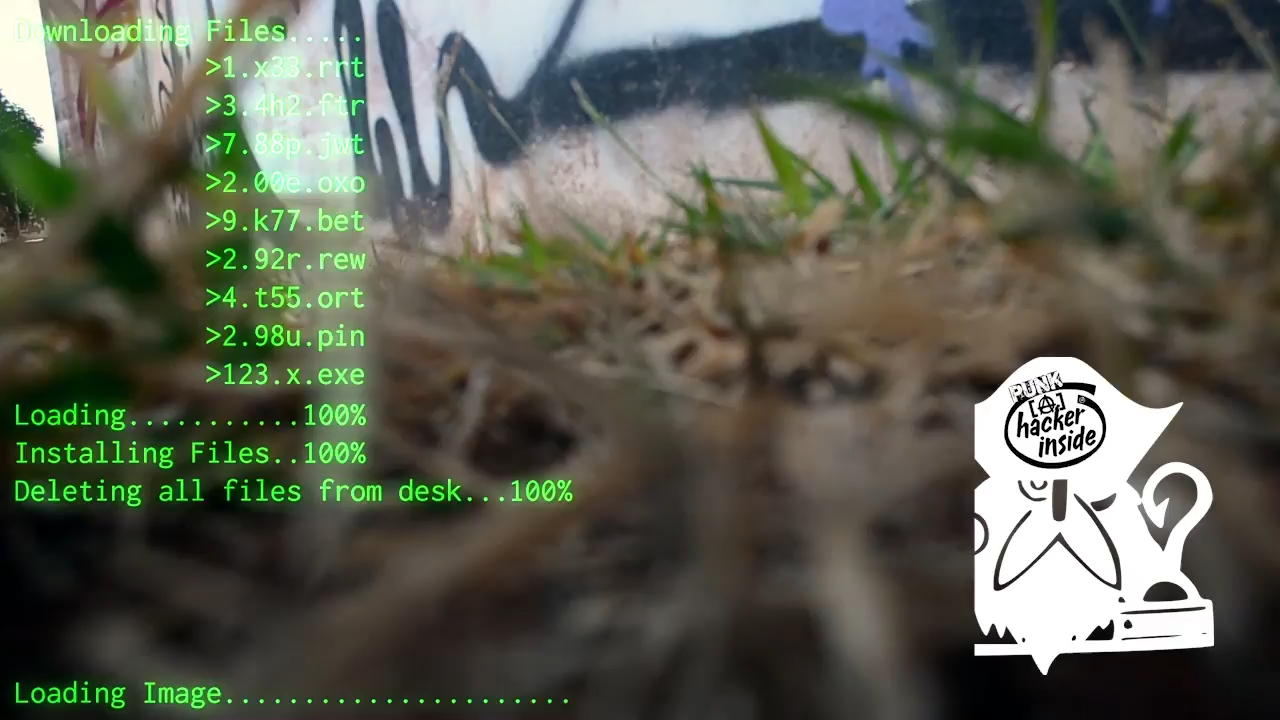 Downloading Files.....
>1.x33.rrt
>3.4h2.ftr
>7.88p.jwt
>2.00e.oxo
>9.k77.bet
>2.92r.rew
>4.t55.ort
>2.98u.pin
>123.x.exe
Loading...........100%
Installing Files..100%
Deleting all files from desk...100%
Loading Image......................
PUNK
[A]
hacker
inside